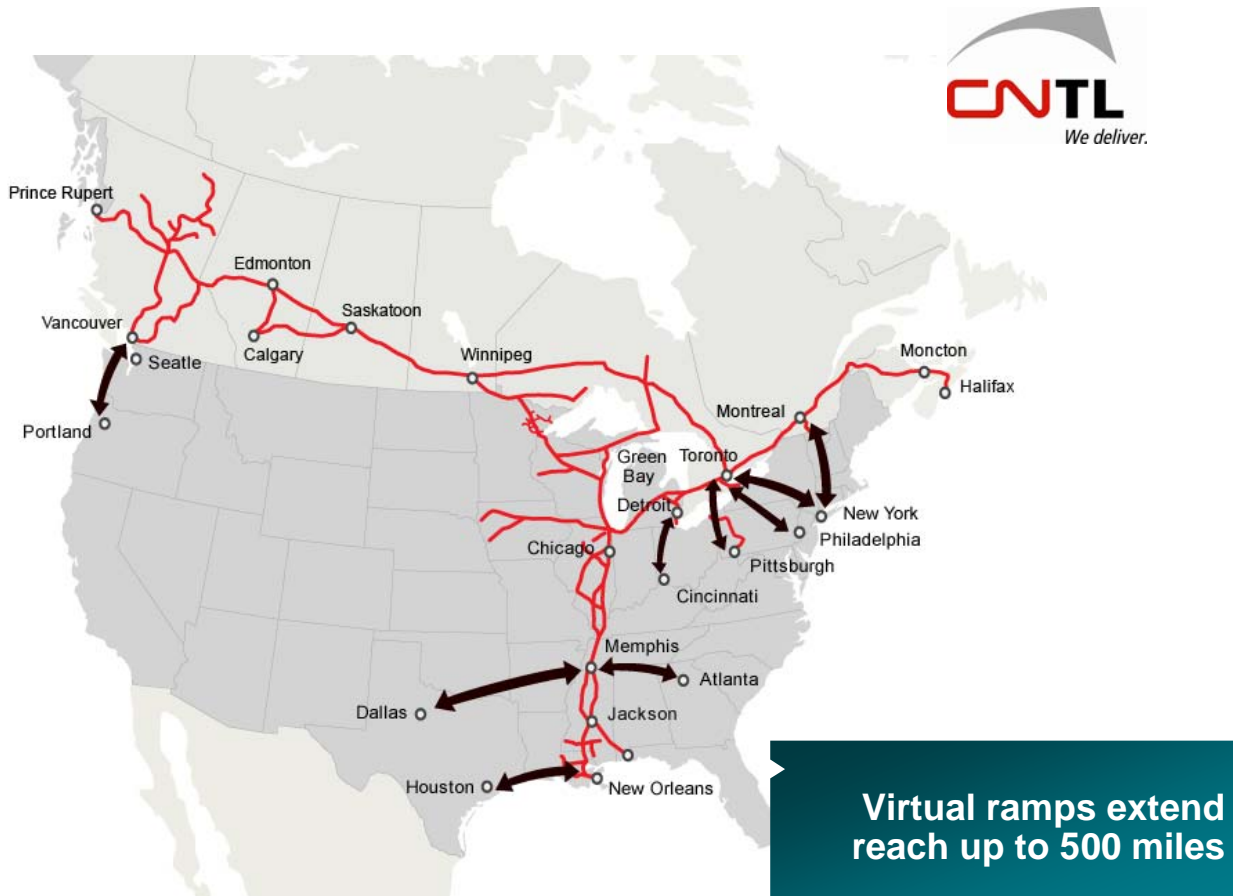 CNTL
We deliver.
Prince Rupert
Edmonton
Saskatoon
Vancouver
Seatle
Calgary
Winnipeg
Moncton
Halifax
Portland
Montreal
Green
Bay
Toronto
Detroit
New York
Philadelphia
Chicago
Pittsburgh
Cincinnati
Memphis
Atlanta
Dallas
Jackson
Houston
New Orleans
Virtual ramps extend
reach up to 500 miles